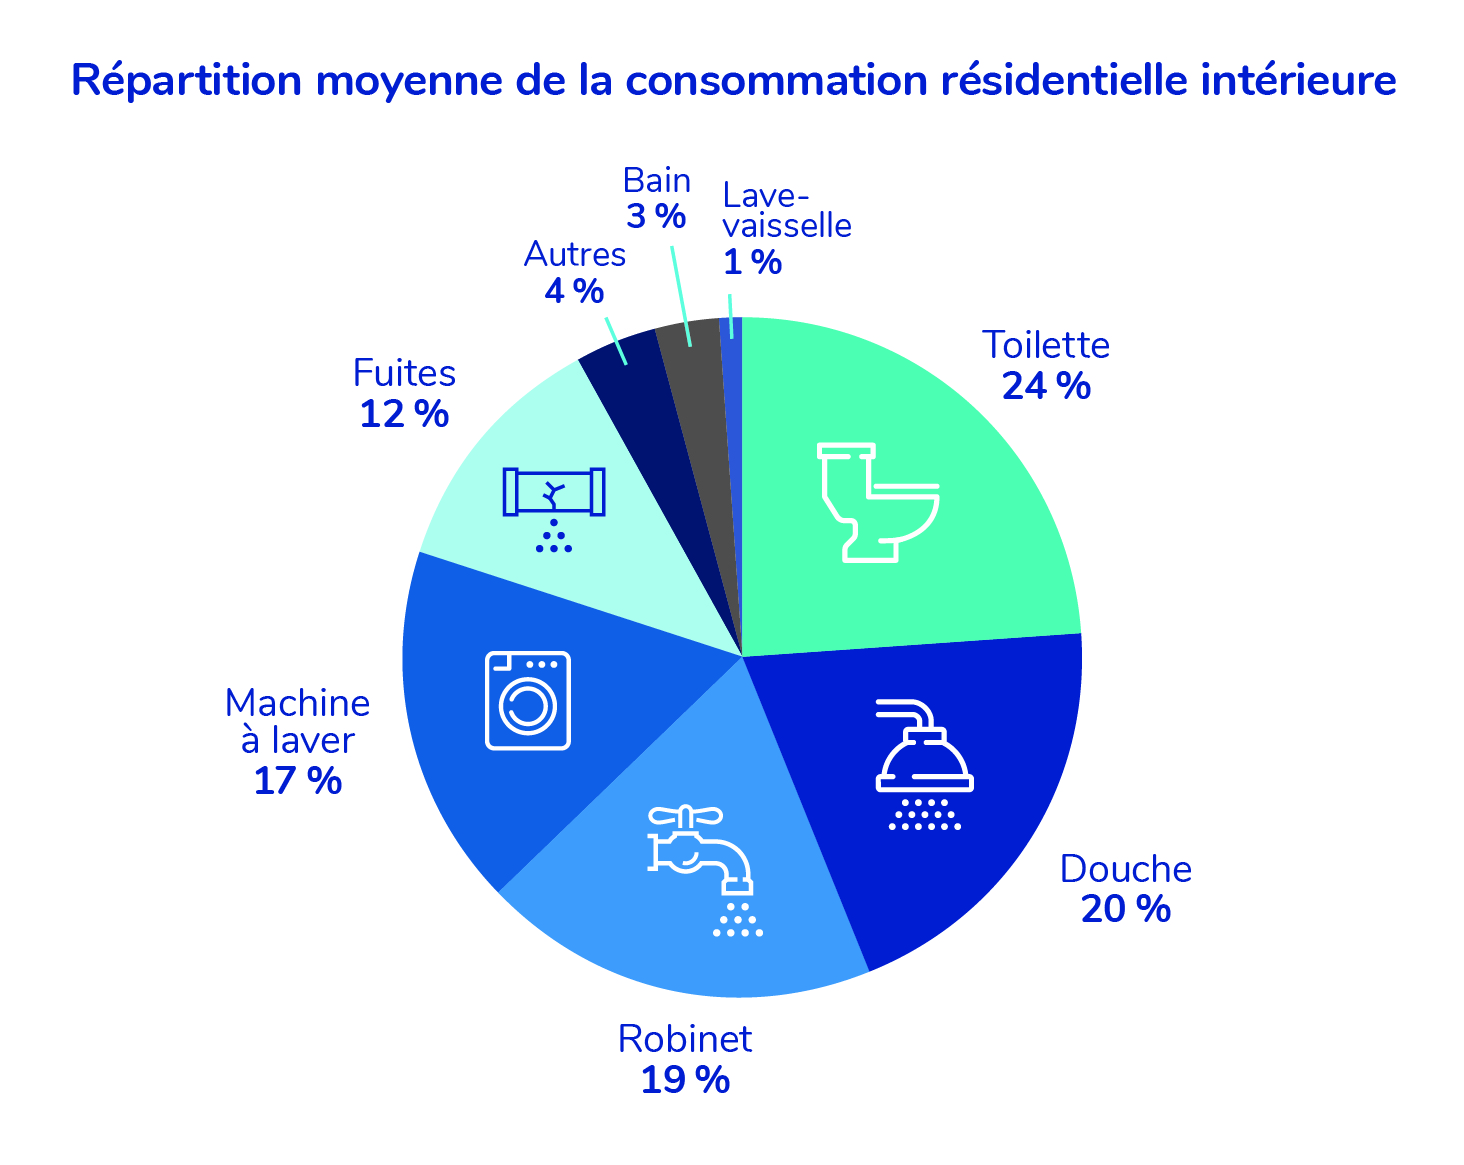 Répartition moyenne de la consommation résidentielle intérieure
Bain
3 %
Lave-
vaisselle
1 %
Autres
4 %
Toilette
24 %
Fuites
12 %
Machine
à laver
17 %
Douche
20 %
Robinet
19 %